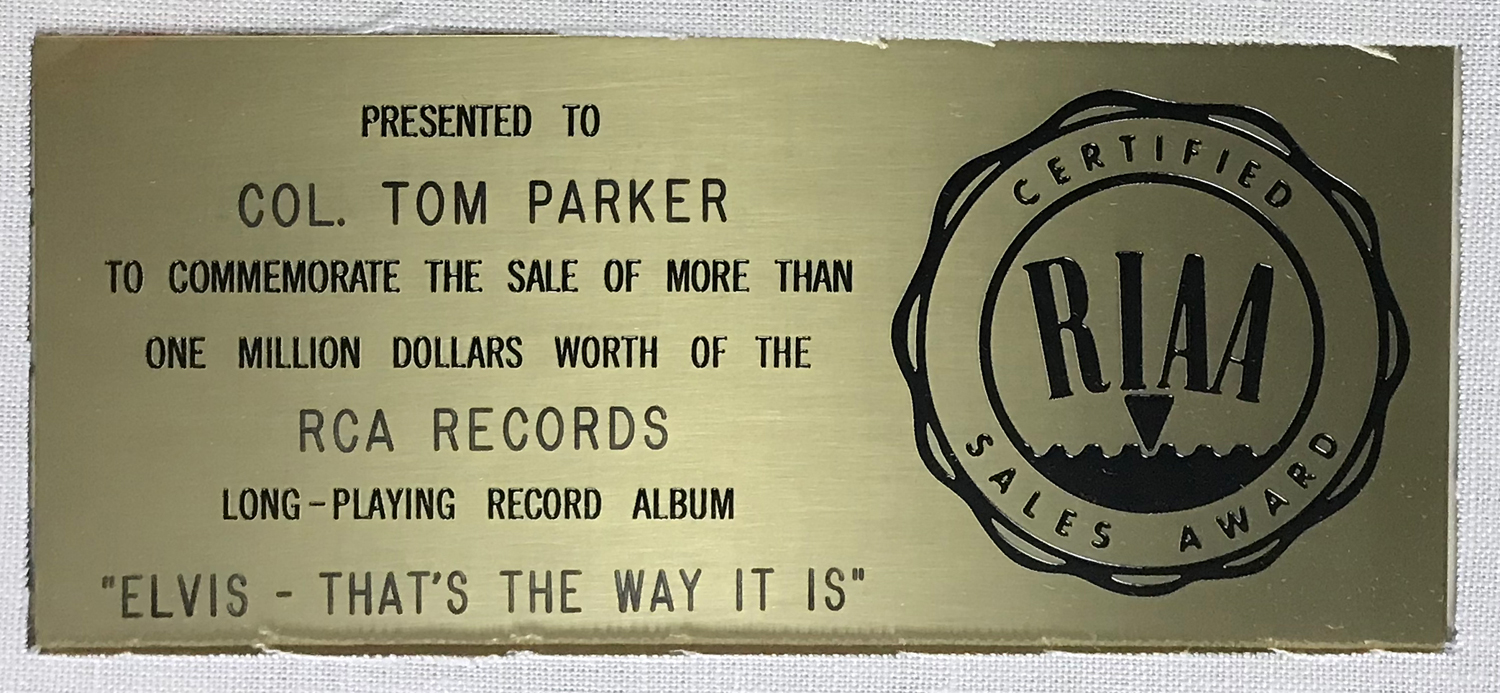 PRESENTED TO
COL. TOM PARKER
TO COMMEMORATE THE SALE OF MORE THAN
ONE MILLION DOLLARS WORTH OF THE
RCA RECORDS
LONG-PLAYING RECORD ALBUM
"ELVIS - THAT'S THE WAY IT IS"
CERTIFIED
RIAA
SALES AWARD